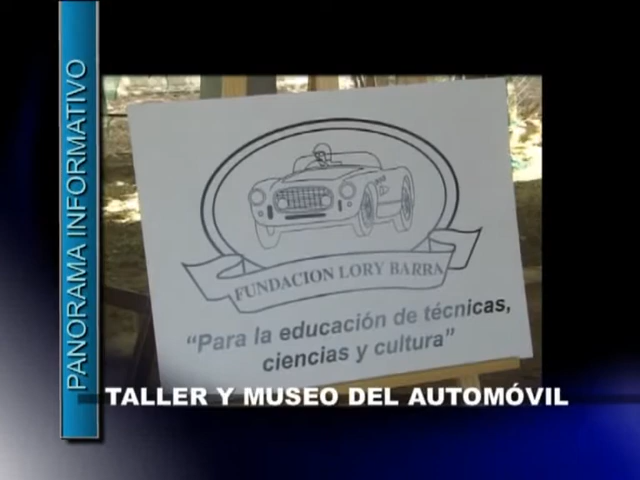 PANORAMA INFORMATIVO
FUNDACION LORY BARRA
“Para la educación de técnicas,
ciencias y cultura”
TALLER Y MUSEO DEL AUTOMÓVIL